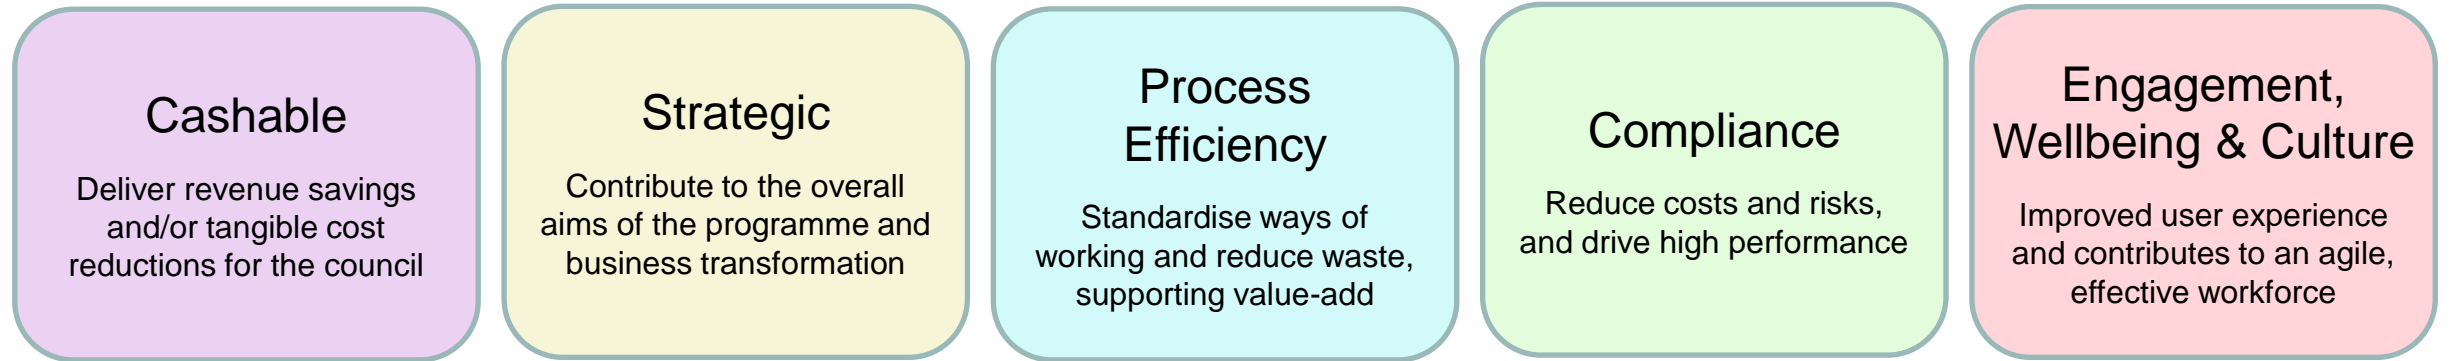 Cashable
Deliver revenue savings
and/or tangible cost
reductions for the council
Strategic
Contribute to the overall
aims of the programme and
business transformation
Process
Efficiency
Standardise ways of
working and reduce waste,
supporting value-add
Compliance
Reduce costs and risks,
and drive high performance
Engagement,
Wellbeing & Culture
Improved user experience
and contributes to an agile,
effective workforce